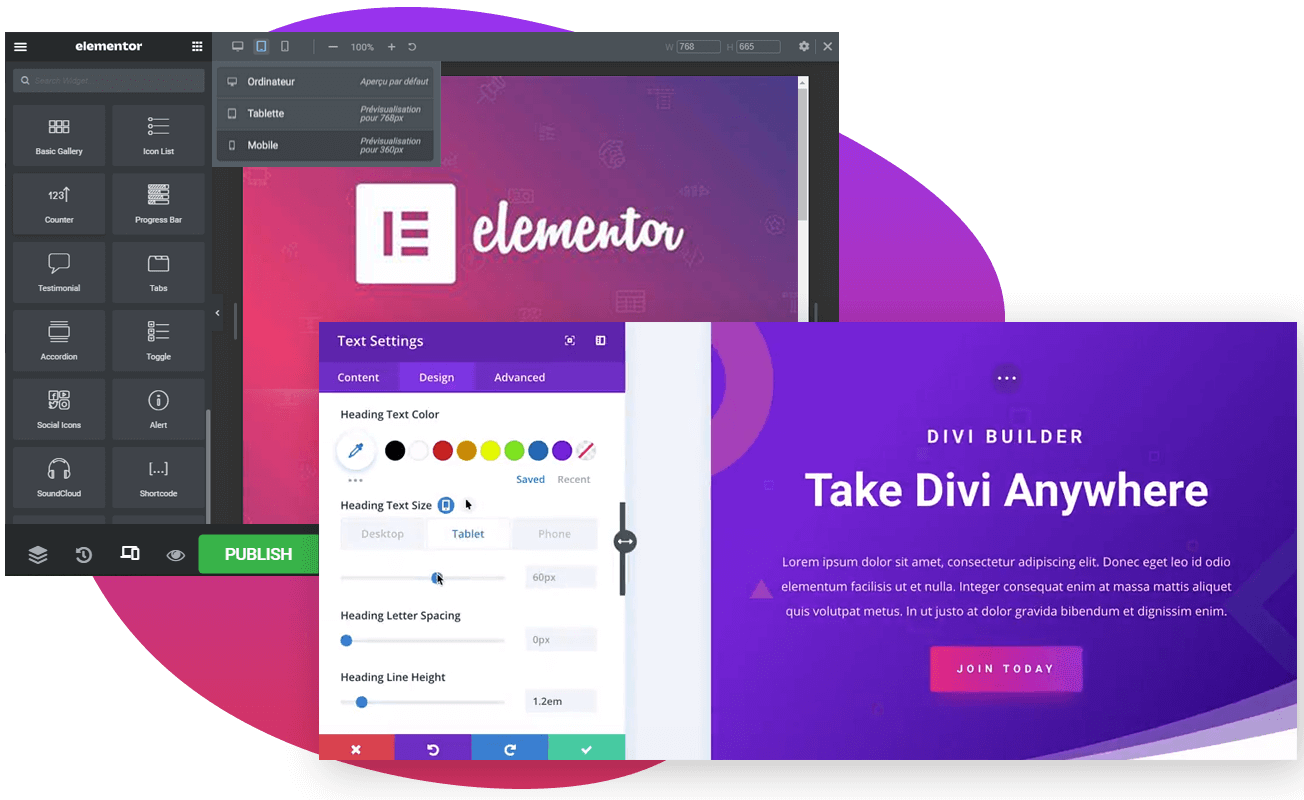 elementor
100%
W 768 H 665
Search Widget
Ordinateur Aperçu par défaut
Tablette Prévisualisation
pour 768px
Mobile Prévisualisation
pour 360px
Basic Gallery Icon List
123 Counter Progress Bar
Testimonial Tabs
Accordion Toggle
Social Icons Alert
[...]
SoundCloud Shortcode
PUBLISH
elementor
Text Settings
Content Design Advanced
Heading Text Color
Saved Recent
Heading Text Size
Desktop Tablet Phone
60px
Heading Letter Spacing
0px
Heading Line Height
1.2em
DIVI BUILDER
Take Divi Anywhere
Lorem ipsum dolor sit amet, consectetur adipiscing elit. Donec eget leo id odio
elementum facilisis ut et nulla. Integer consequat enim at massa mattis aliquet
quis volutpat metus. In ut justo at dolor gravida bibendum et dignissim enim.
JOIN TODAY